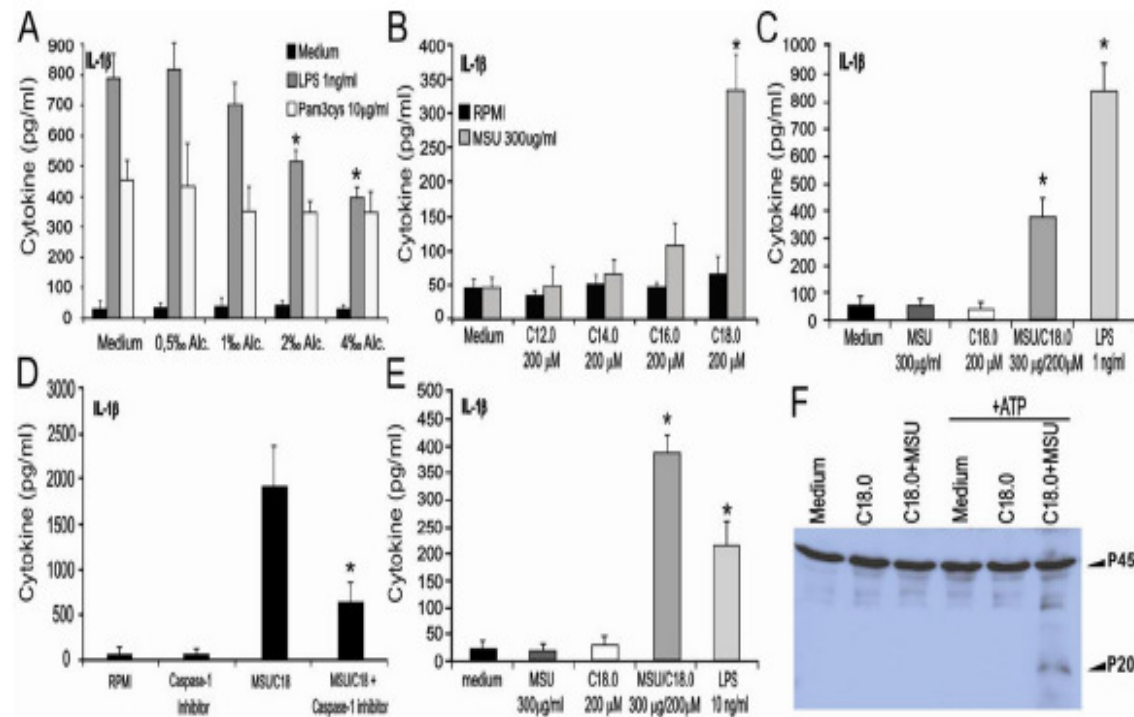 A
IL-1β
Cytokine (pg/ml)
900
800
700
600
500
400
300
200
100
0
Medium
LPS 1ng/ml
Pam3cys 10μg/ml
*
*
Medium 0,5‰ Alc. 1‰ Alc. 2‰ Alc. 4‰ Alc.
B
IL-1β
Cytokine (pg/ml)
400
350
300
250
200
150
100
50
0
RPMI
MSU 300ug/ml
*
Medium C12.0 C14.0 C16.0 C18.0
200 μM 200 μM 200 μM 200 μM
C
IL-1β
Cytokine (pg/ml)
1000
900
800
700
600
500
400
300
200
100
0
*
*
Medium MSU C18.0 MSU/C18.0 LPS
300μg/ml 200 μM 300 μg/200μM 1 ng/ml
D
IL-1β
Cytokine (pg/ml)
3000
2500
2000
1500
1000
500
0
*
RPMI Caspase-1 MSU/C18 MSU/C18 +
Inhibitor Caspase-1 inhibitor
E
IL-1β
Cytokine (pg/ml)
500
450
400
350
300
250
200
150
100
50
0
*
*
medium MSU C18.0 MSU/C18.0 LPS
300μg/ml 200 μM 300 μg/200μM 10 ng/ml
F
+ATP
Medium
C18.0
C18.0+MSU
Medium
C18.0
C18.0+MSU
P45
P20